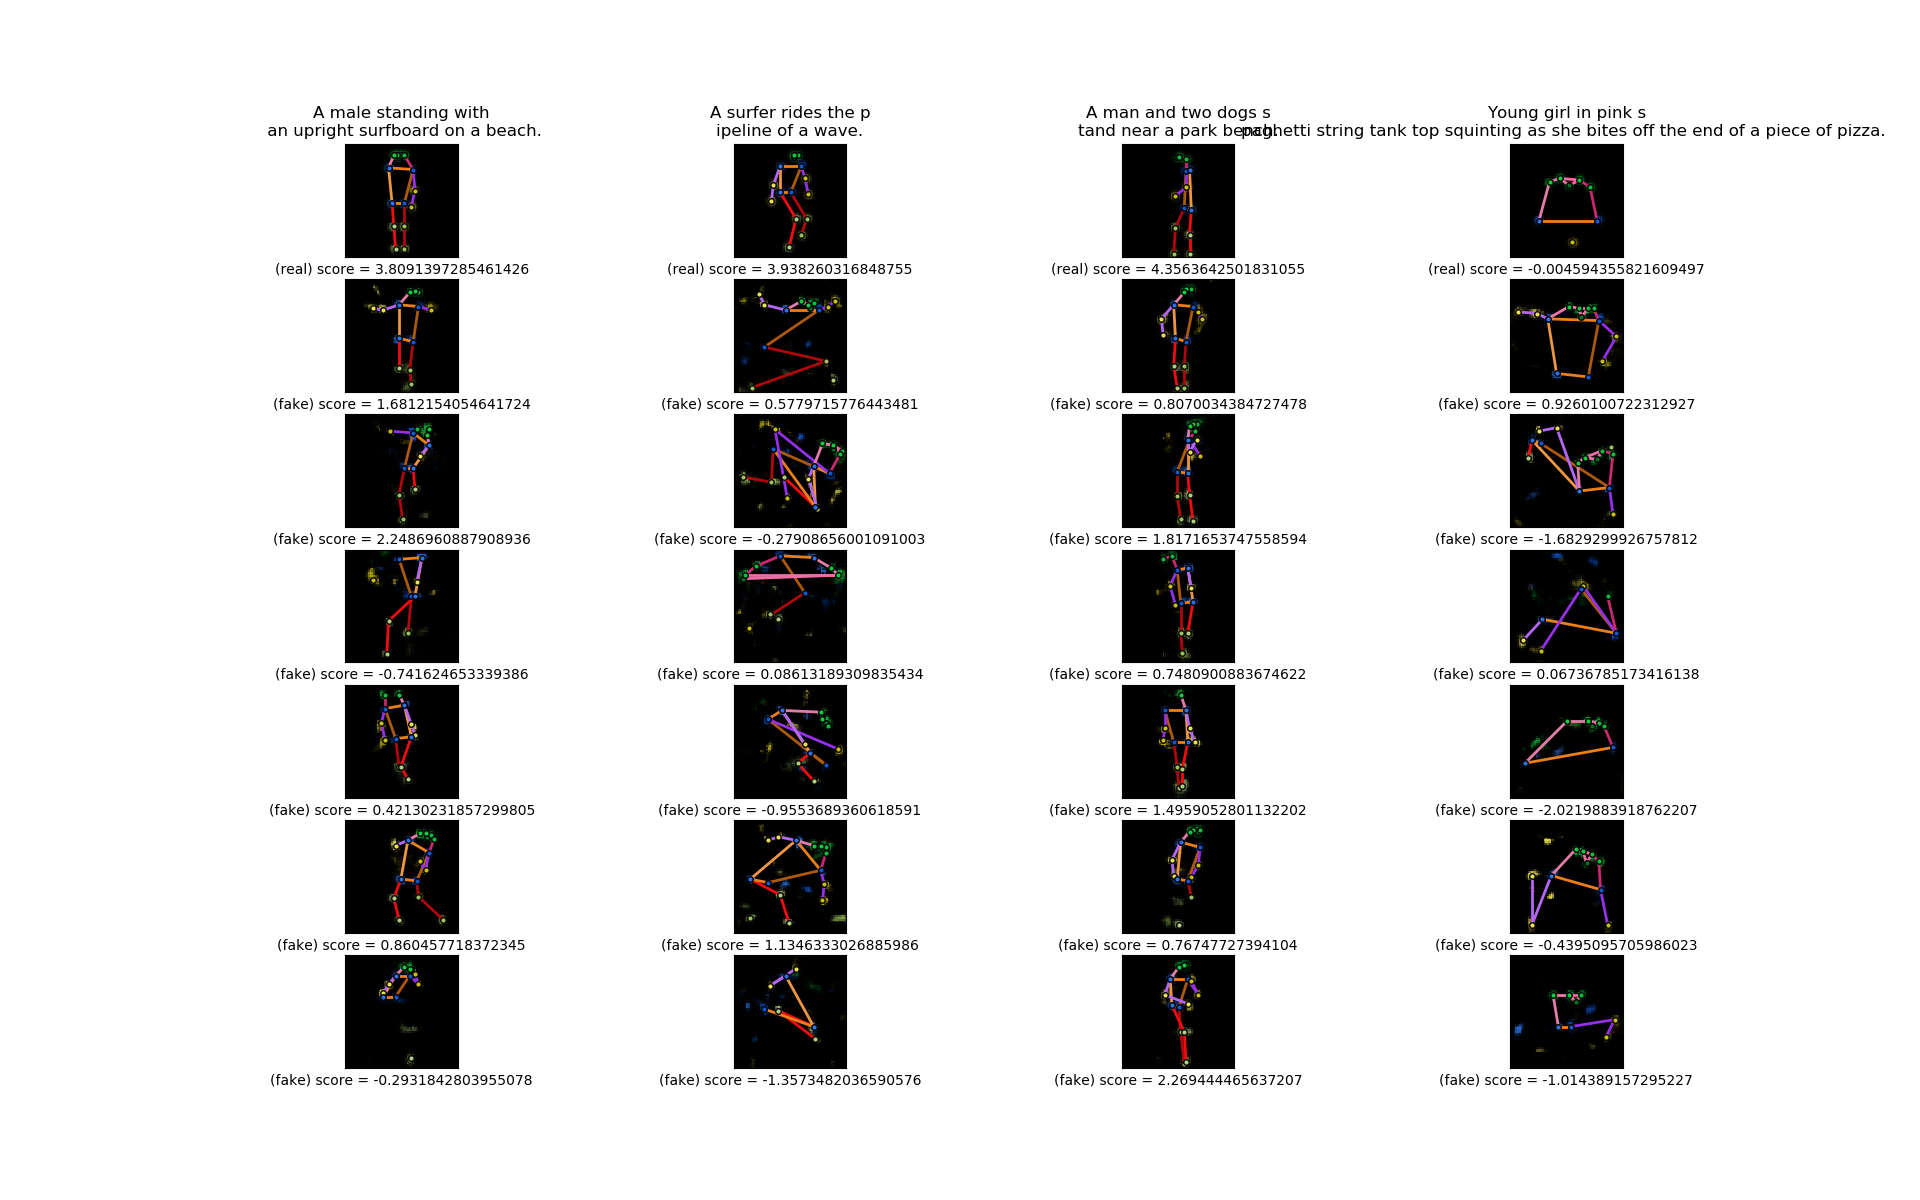 A male standing with
an upright surfboard on a beach.
A surfer rides the p
ipeline of a wave.
A man and two dogs s
tand near a park bench.
Young girl in pink s
paghetti string tank top squinting as she bites off the end of a piece of pizza.
(real) score = 3.8091397285461426
(real) score = 3.938260316848755
(real) score = 4.3563642501831055
(real) score = -0.004594355821609497
(fake) score = 1.6812154054641724
(fake) score = 0.5779715776443481
(fake) score = 0.8070034384727478
(fake) score = 0.9260100722312927
(fake) score = 2.2486960887908936
(fake) score = -0.27908656001091003
(fake) score = 1.8171653747558594
(fake) score = -1.6829299926757812
(fake) score = -0.741624653339386
(fake) score = 0.08613189309835434
(fake) score = 0.7480900883674622
(fake) score = 0.06736785173416138
(fake) score = 0.42130231857299805
(fake) score = -0.9553689360618591
(fake) score = 1.4959052801132202
(fake) score = -2.0219883918762207
(fake) score = 0.860457718372345
(fake) score = 1.1346333026885986
(fake) score = 0.76747727394104
(fake) score = -0.4395095705986023
(fake) score = -0.2931842803955078
(fake) score = -1.3573482036590576
(fake) score = 2.269444465637207
(fake) score = -1.014389157295227